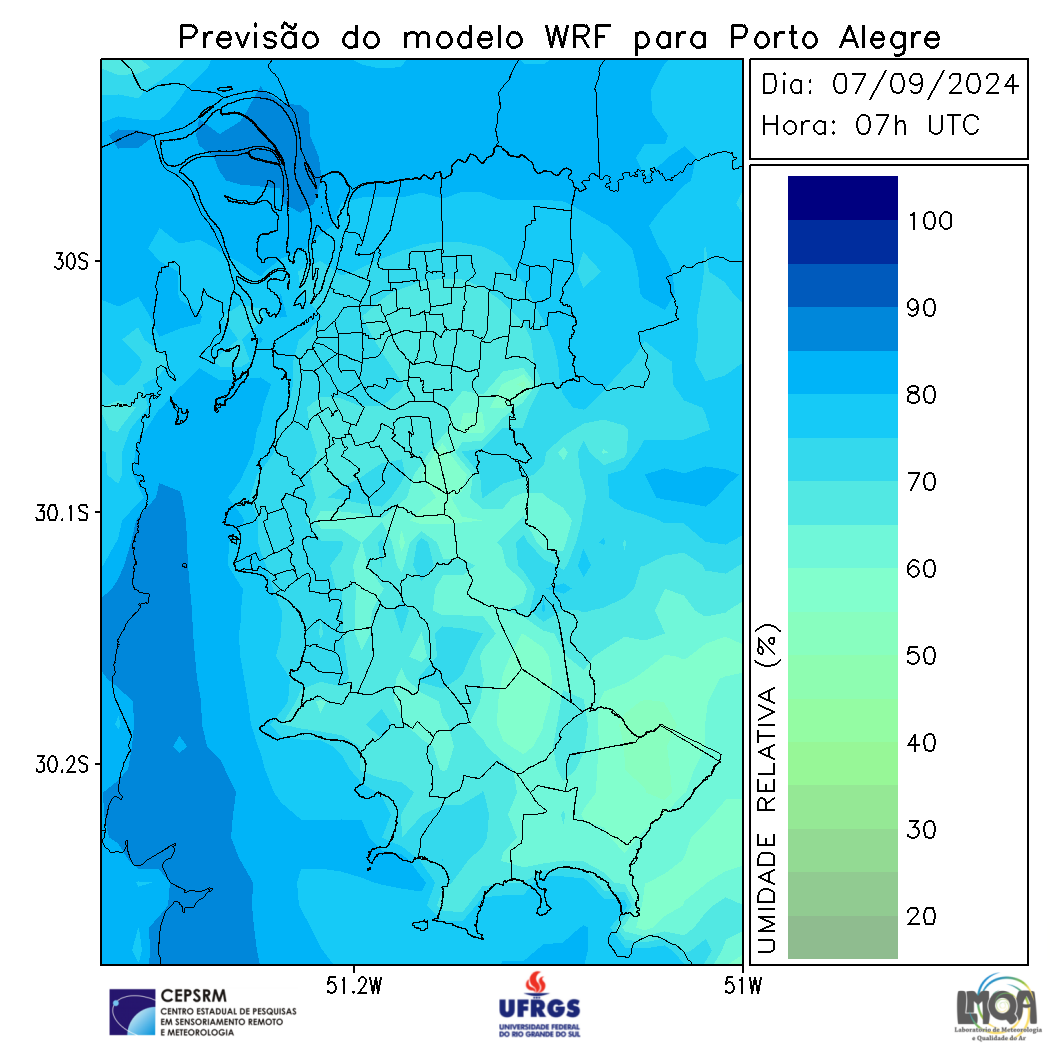 Previsão do modelo WRF para Porto Alegre
Dia: 07/09/2024
Hora: 07h UTC
30S
30.1S
30.2S
51.2W
51W
UMIDADE RELATIVA (%)
100
90
80
70
60
50
40
30
20
CEPSRM
CENTRO ESTADUAL DE PESQUISAS
EM SENSORIAMENTO REMOTO
E METEOROLOGIA
UFRGS
UNIVERSIDADE FEDERAL
DO RIO GRANDE DO SUL
LMQA
Laboratório de Meteorologia
e Qualidade do Ar